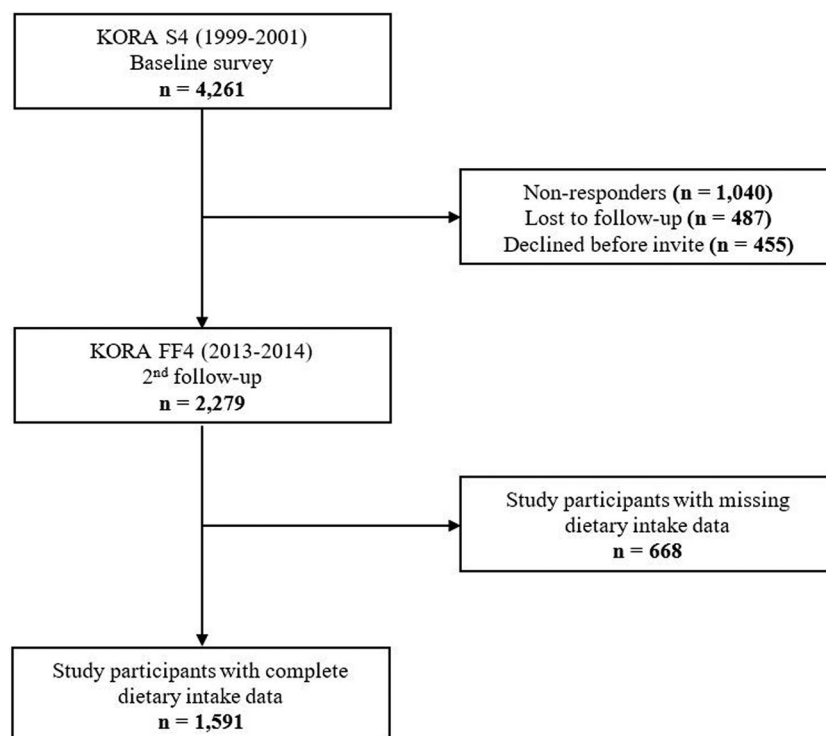 KORA S4 (1999-2001)
Baseline survey
n = 4,261
Non-responders (n = 1,040)
Lost to follow-up (n = 487)
Declined before invite (n = 455)
KORA FF4 (2013-2014)
2nd follow-up
n = 2,279
Study participants with missing
dietary intake data
n = 668
Study participants with complete
dietary intake data
n = 1,591